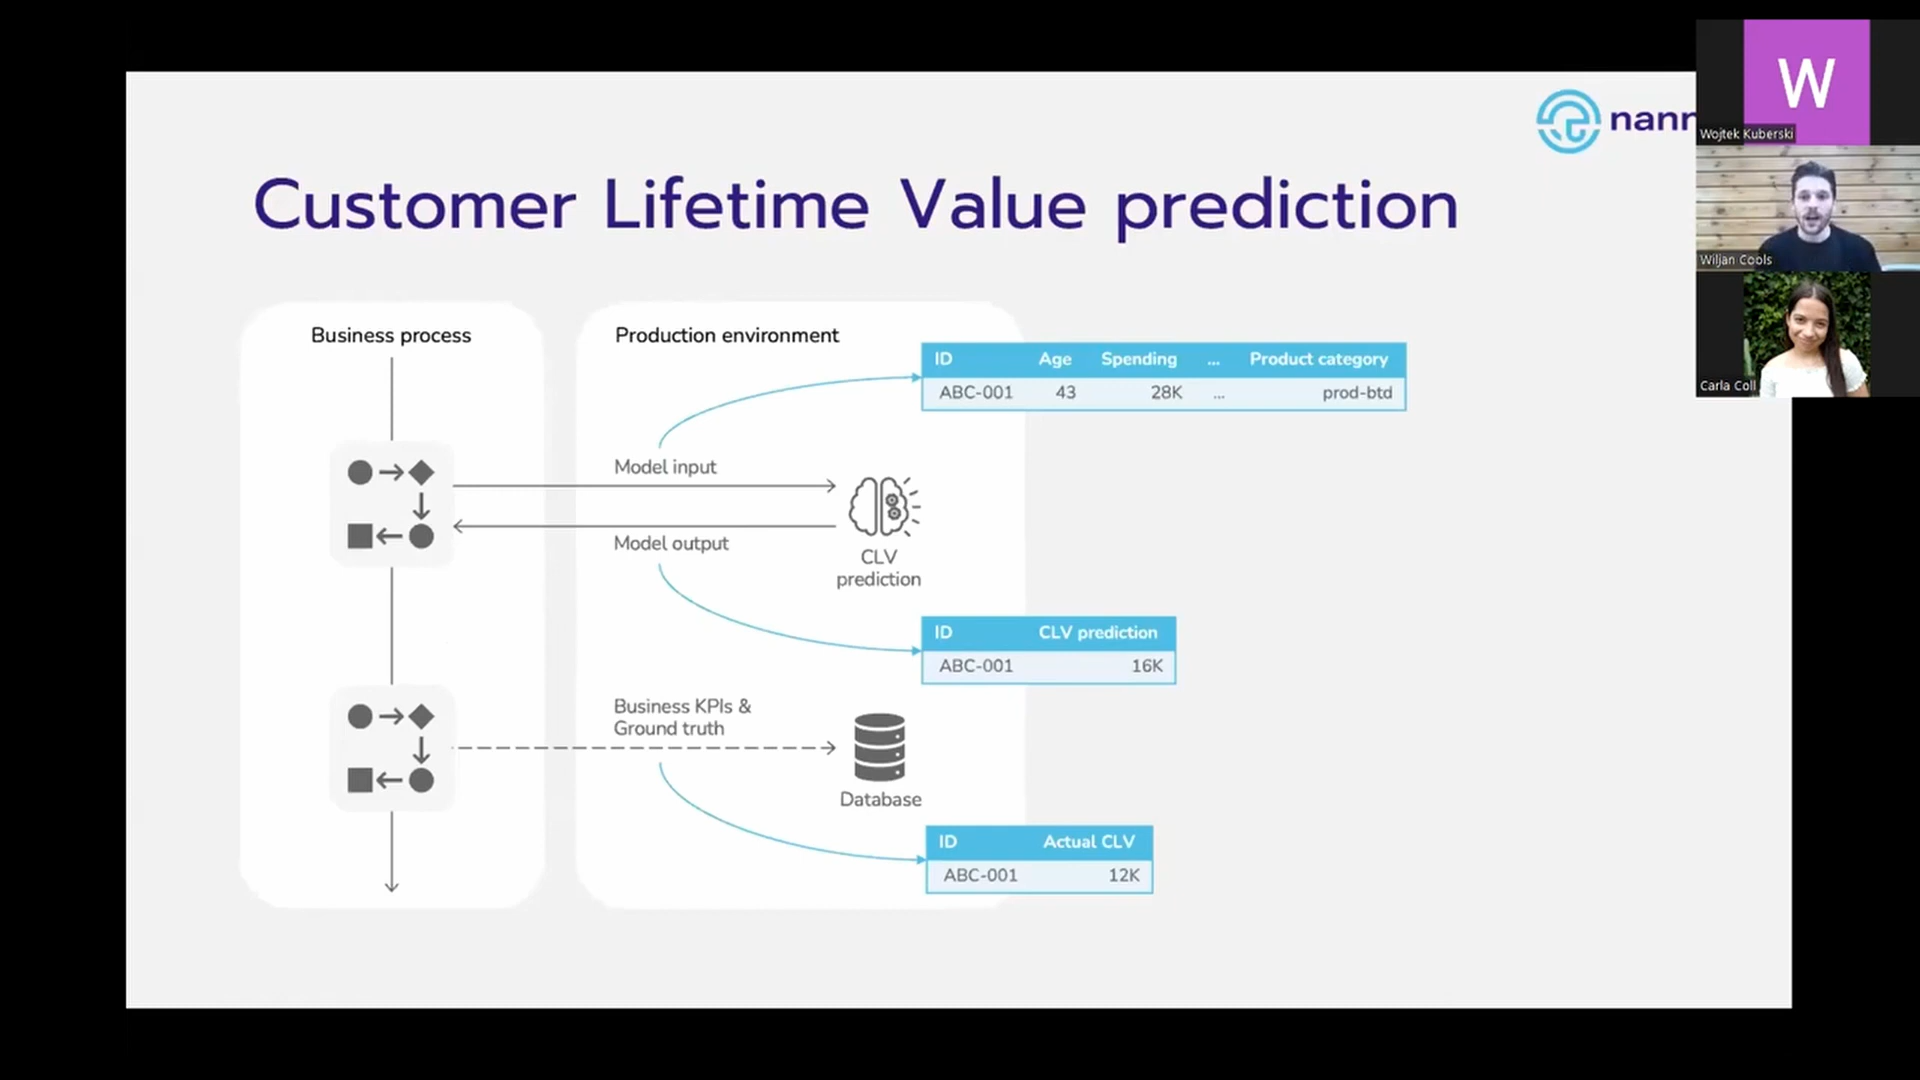 nann
W
Wojtek Kuberski
Wiljan Cools
Carla Coll
Customer Lifetime Value prediction
Business process
Production environment
ID Age Spending ... Product category
ABC-001 43 28K ... prod-btd
Model input
Model output
CLV
prediction
ID CLV prediction
ABC-001 16K
Business KPIs &
Ground truth
Database
ID Actual CLV
ABC-001 12K